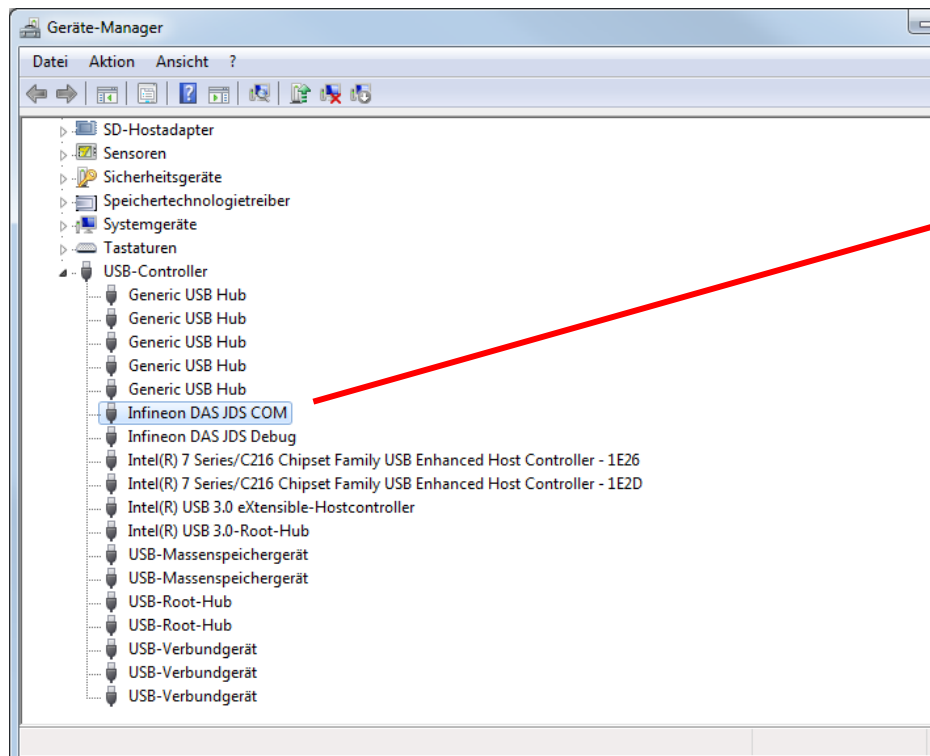 Geräte-Manager
Datei Aktion Ansicht ?
SD-Hostadapter
Sensoren
Sicherheitsgeräte
Speichertechnologietreiber
Systemgeräte
Tastaturen
USB-Controller
Generic USB Hub
Generic USB Hub
Generic USB Hub
Generic USB Hub
Generic USB Hub
Infineon DAS JDS COM
Infineon DAS JDS Debug
Intel(R) 7 Series/C216 Chipset Family USB Enhanced Host Controller - 1E26
Intel(R) 7 Series/C216 Chipset Family USB Enhanced Host Controller - 1E2D
Intel(R) USB 3.0 eXtensible-Hostcontroller
Intel(R) USB 3.0-Root-Hub
USB-Massenspeichergerät
USB-Massenspeichergerät
USB-Root-Hub
USB-Root-Hub
USB-Verbundgerät
USB-Verbundgerät
USB-Verbundgerät